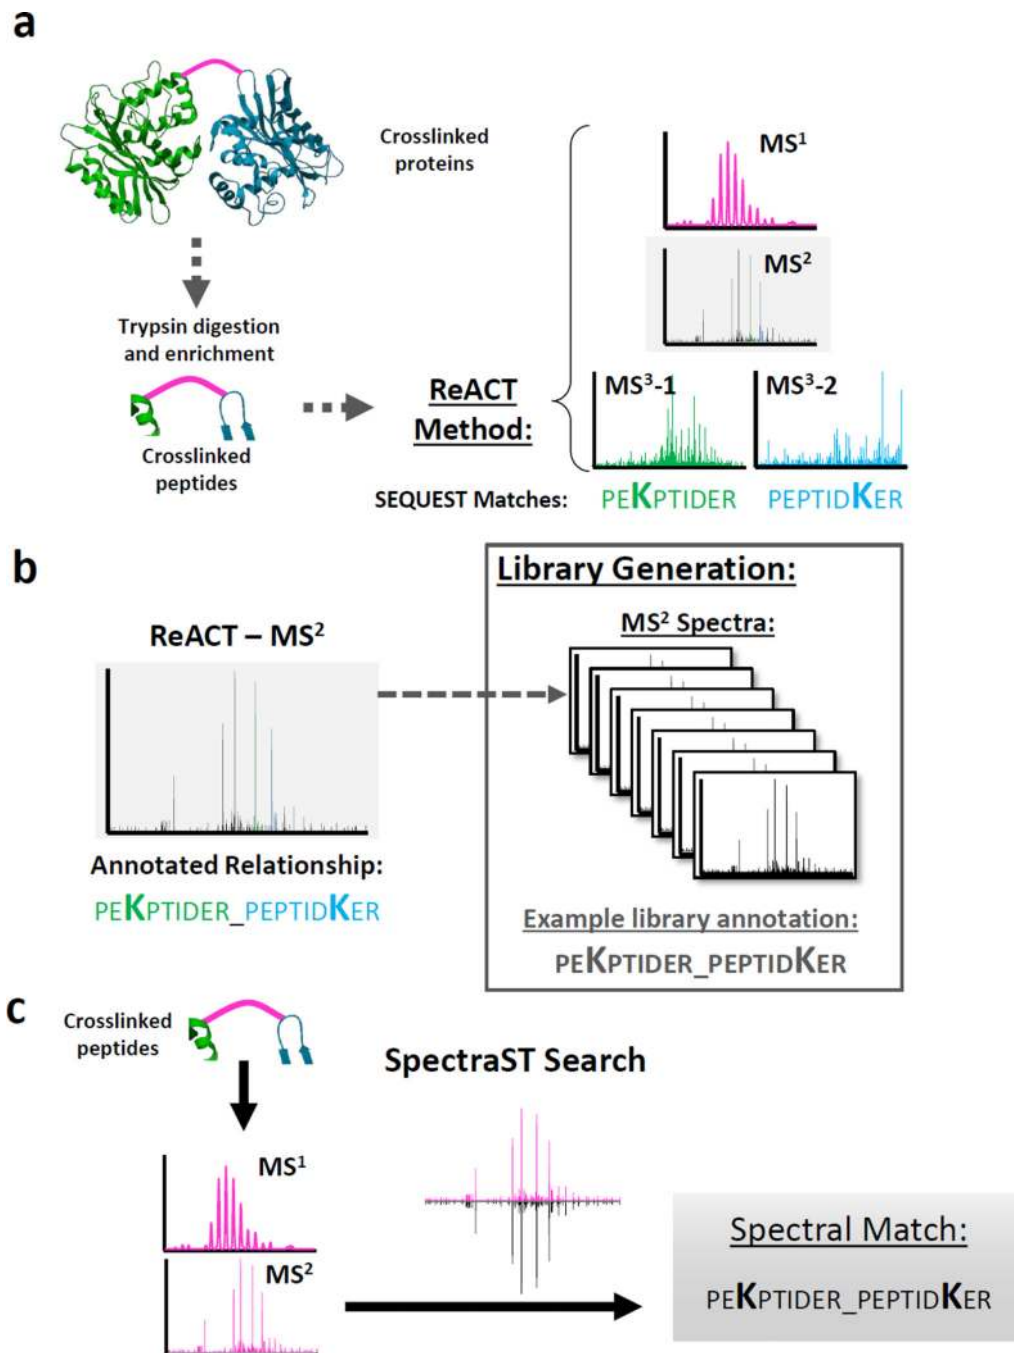 a
Crosslinked
proteins
Trypsin digestion
and enrichment
Crosslinked
peptides
ReACT
Method:
MS¹
MS²
MS³-1
MS³-2
SEQUEST Matches:
PEKPTIDER
PEPTIDKER
b
ReACT – MS²
Annotated Relationship:
PEKPTIDER_PEPTIDKER
Library Generation:
MS² Spectra:
Example library annotation:
PEKPTIDER_PEPTIDKER
c
Crosslinked
peptides
MS¹
MS²
SpectraST Search
Spectral Match:
PEKPTIDER_PEPTIDKER